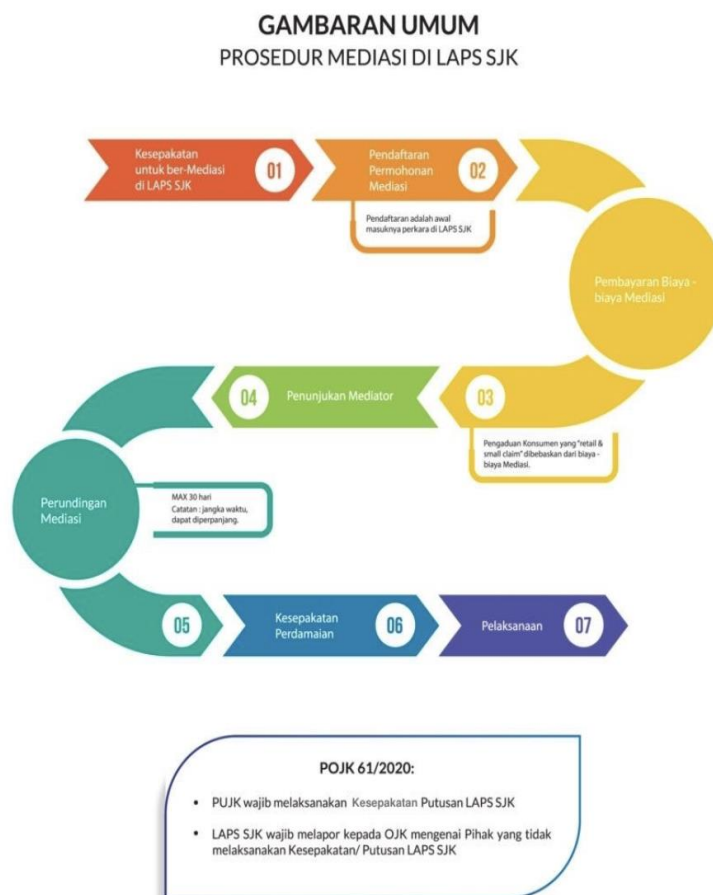 GAMBARAN UMUM
PROSEDUR MEDIASI DI LAPS SJK
Kesepakatan
untuk ber-Mediasi
di LAPS SJK
01
Pendaftaran
Permohonan
Mediasi
02
Pendaftaran adalah awal
masuknya perkara di LAPS SJK
Pembayaran Biaya -
biaya Mediasi
03
Pengaduan Konsumen yang "retail &
small claim" dibebaskan dari biaya -
biaya Mediasi.
04
Penunjukan Mediator
Perundingan
Mediasi
MAX 30 hari
Catatan : jangka waktu,
dapat diperpanjang.
05
Kesepakatan
Perdamaian
06
Pelaksanaan
07
POJK 61/2020:
• PUJK wajib melaksanakan Kesepakatan Putusan LAPS SJK
• LAPS SJK wajib melapor kepada OJK mengenai Pihak yang tidak
melaksanakan Kesepakatan/ Putusan LAPS SJK